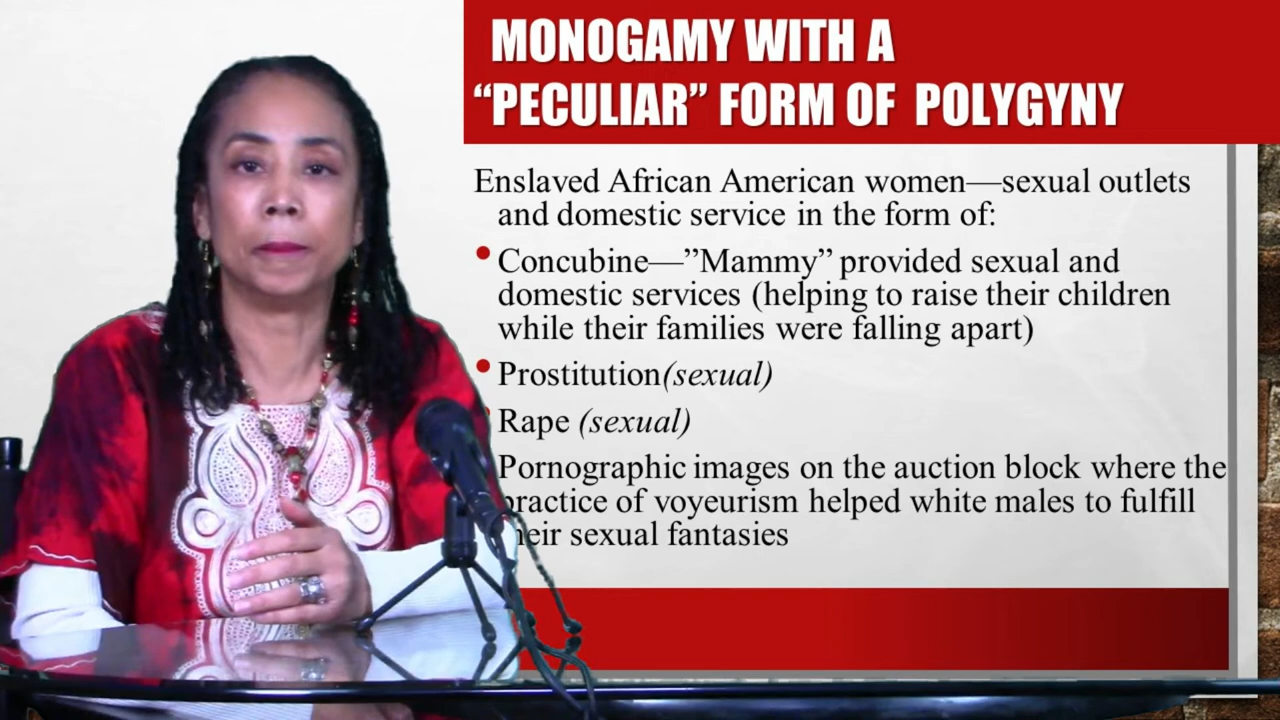 MONOGAMY WITH A
“PECULIAR” FORM OF POLYGYNY
Enslaved African American women—sexual outlets
and domestic service in the form of:
• Concubine—”Mammy” provided sexual and
domestic services (helping to raise their children
while their families were falling apart)
• Prostitution(sexual)
Rape (sexual)
Pornographic images on the auction block where the
practice of voyeurism helped white males to fulfill
their sexual fantasies